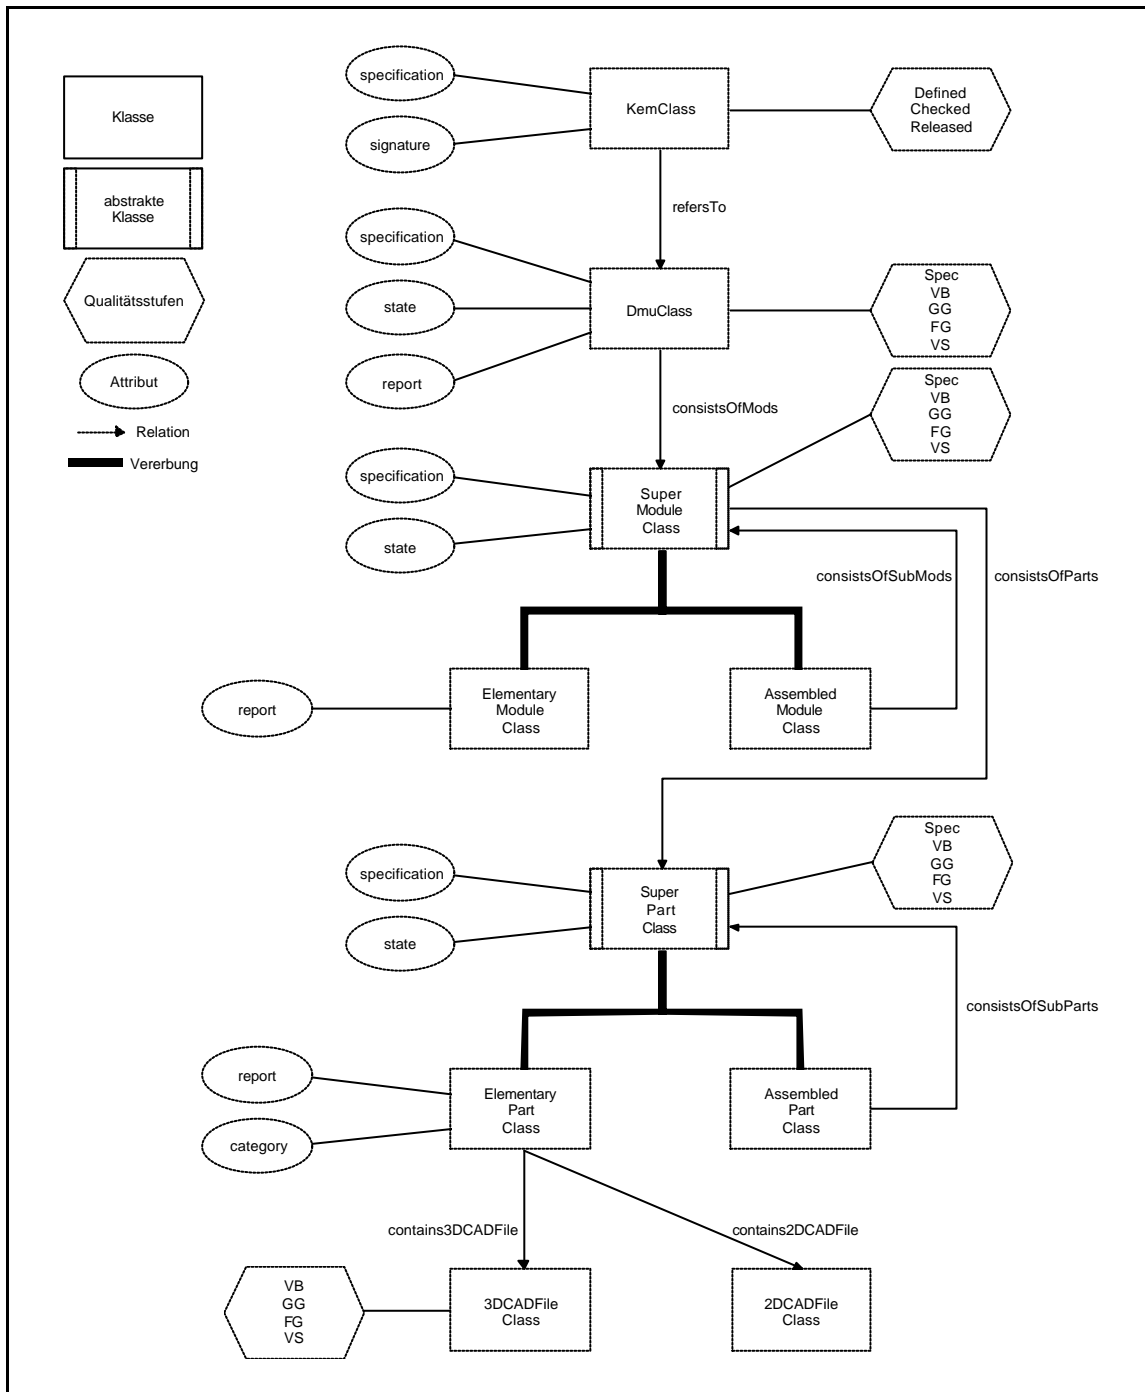 Klasse
abstrakte
Klasse
Qualitätsstufen
Attribut
Relation
Vererbung
specification
signature
KemClass
Defined
Checked
Released
refersTo
specification
state
report
DmuClass
Spec
VB
GG
FG
VS
consistsOfMods
Spec
VB
GG
FG
VS
specification
state
Super
Module
Class
consistsOfSubMods
consistsOfParts
report
Elementary
Module
Class
Assembled
Module
Class
specification
state
Super
Part
Class
Spec
VB
GG
FG
VS
consistsOfSubParts
report
category
Elementary
Part
Class
Assembled
Part
Class
contains3DCADFile
contains2DCADFile
VB
GG
FG
VS
3DCADFile
Class
2DCADFile
Class